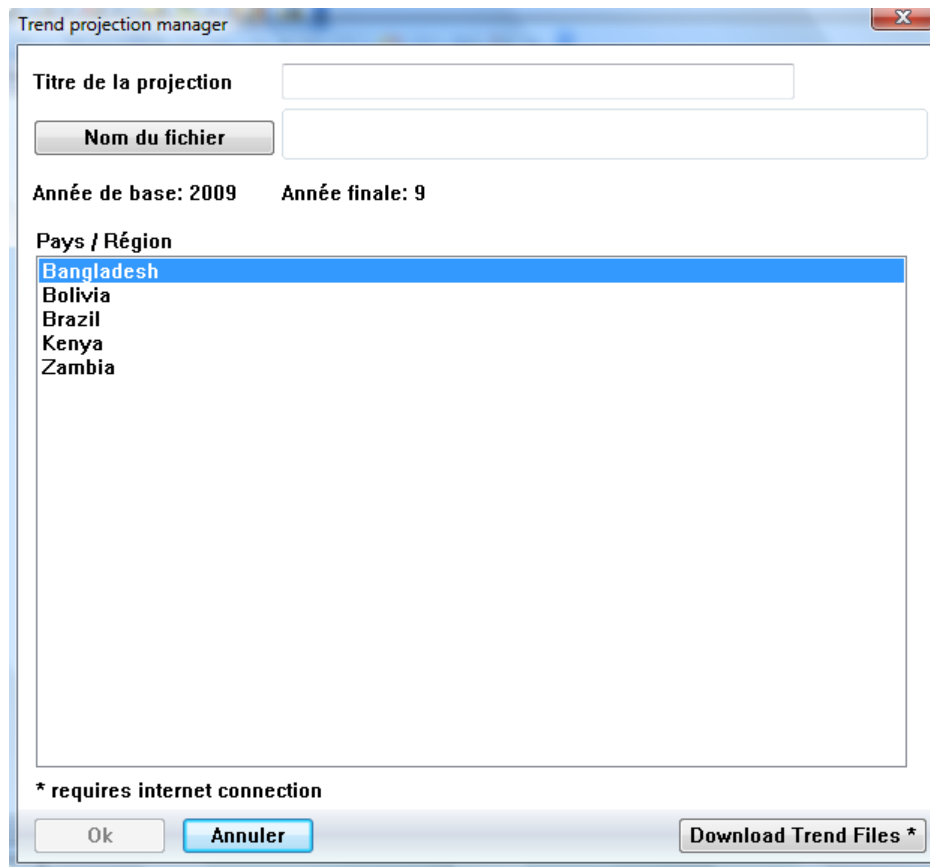 Trend projection manager
Titre de la projection
Nom du fichier
Année de base: 2009 Année finale: 9
Pays / Région
Bangladesh
Bolivia
Brazil
Kenya
Zambia
* requires internet connection
Ok Annuler Download Trend Files *